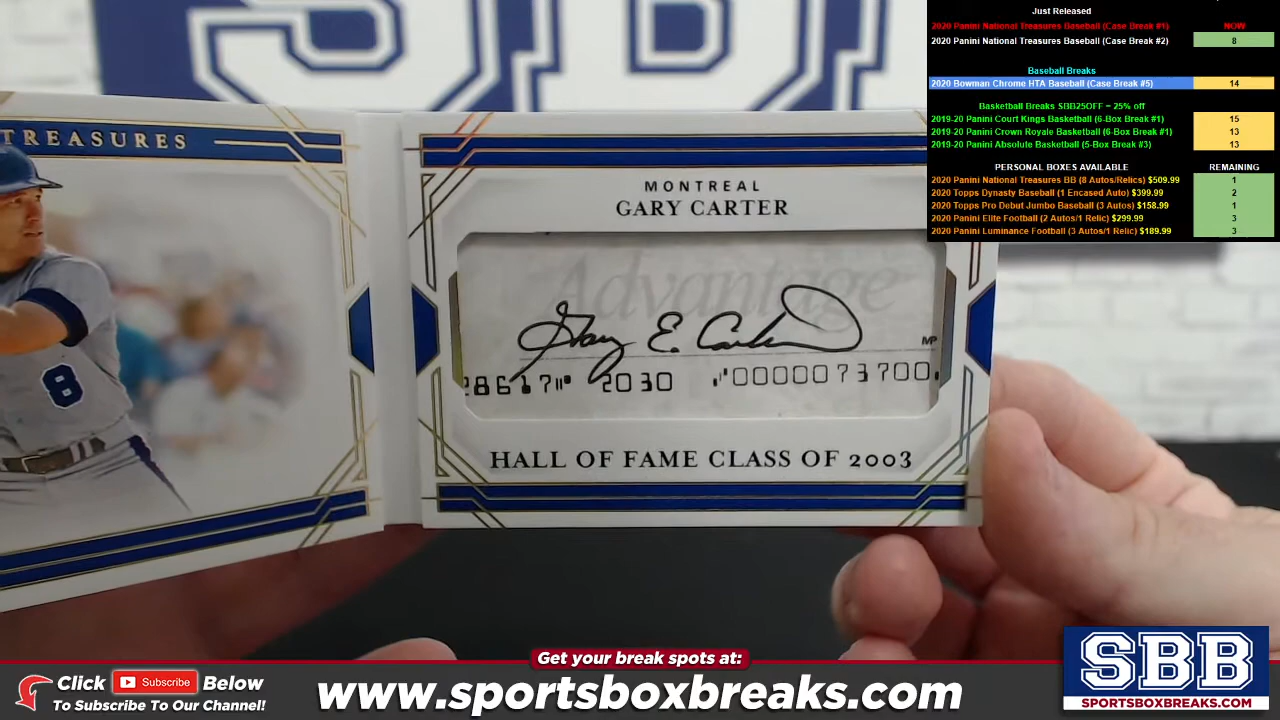 SBB
Just Released
2020 Panini National Treasures Baseball (Case Break #1) NOW
2020 Panini National Treasures Baseball (Case Break #2) 8
Baseball Breaks
2020 Bowman Chrome HTA Baseball (Case Break #5) 14
Basketball Breaks SBB25OFF = 25% off
2019-20 Panini Court Kings Basketball (6-Box Break #1) 15
2019-20 Panini Crown Royale Basketball (6-Box Break #1) 13
2019-20 Panini Absolute Basketball (5-Box Break #3) 13
PERSONAL BOXES AVAILABLE REMAINING
2020 Panini National Treasures BB (8 Autos/Relics) $509.99 1
2020 Topps Dynasty Baseball (1 Encased Auto) $399.99 2
2020 Topps Pro Debut Jumbo Baseball (3 Autos) $158.99 1
2020 Panini Elite Football (2 Autos/1 Relic) $299.99 3
2020 Panini Luminance Football (3 Autos/1 Relic) $189.99 3
TREASURES
8
MONTREAL
GARY CARTER
Advantage
Gary E. Carter
MP
28617⑈ 2030 ⑈0000073700
HALL OF FAME CLASS OF 2003
Get your break spots at:
Click Subscribe Below
To Subscribe To Our Channel!
www.sportsboxbreaks.com
SBB
SPORTSBOXBREAKS.COM